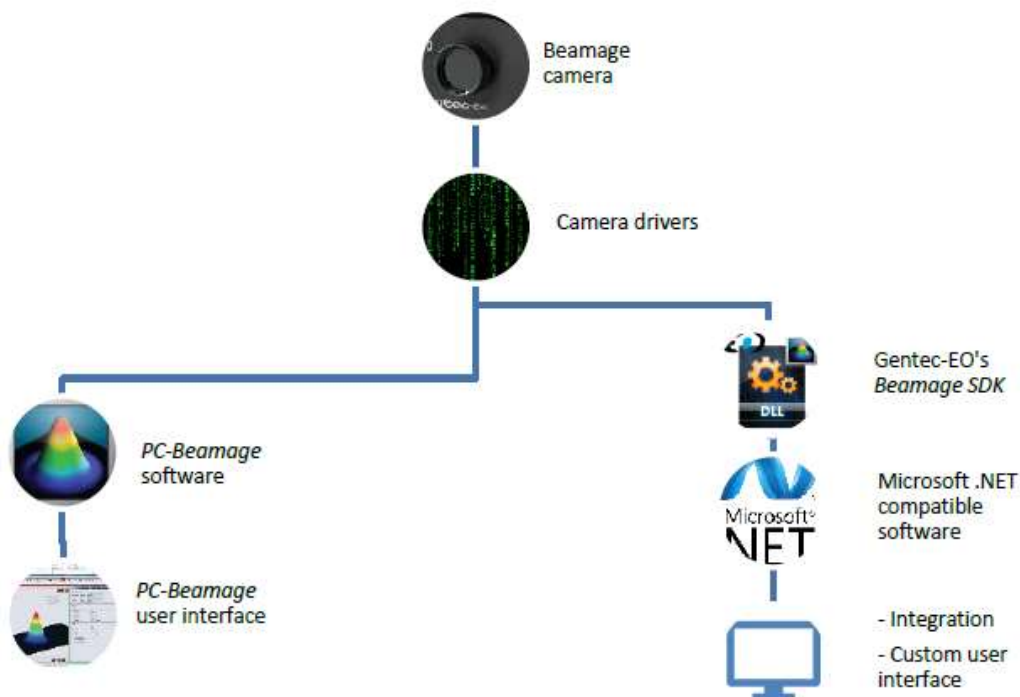 Beamage
camera
Camera drivers
Gentec-EO's
Beamage SDK
DLL
PC-Beamage
software
Microsoft .NET
compatible
software
Microsoft®
.NET
PC-Beamage
user interface
- Integration
- Custom user
interface